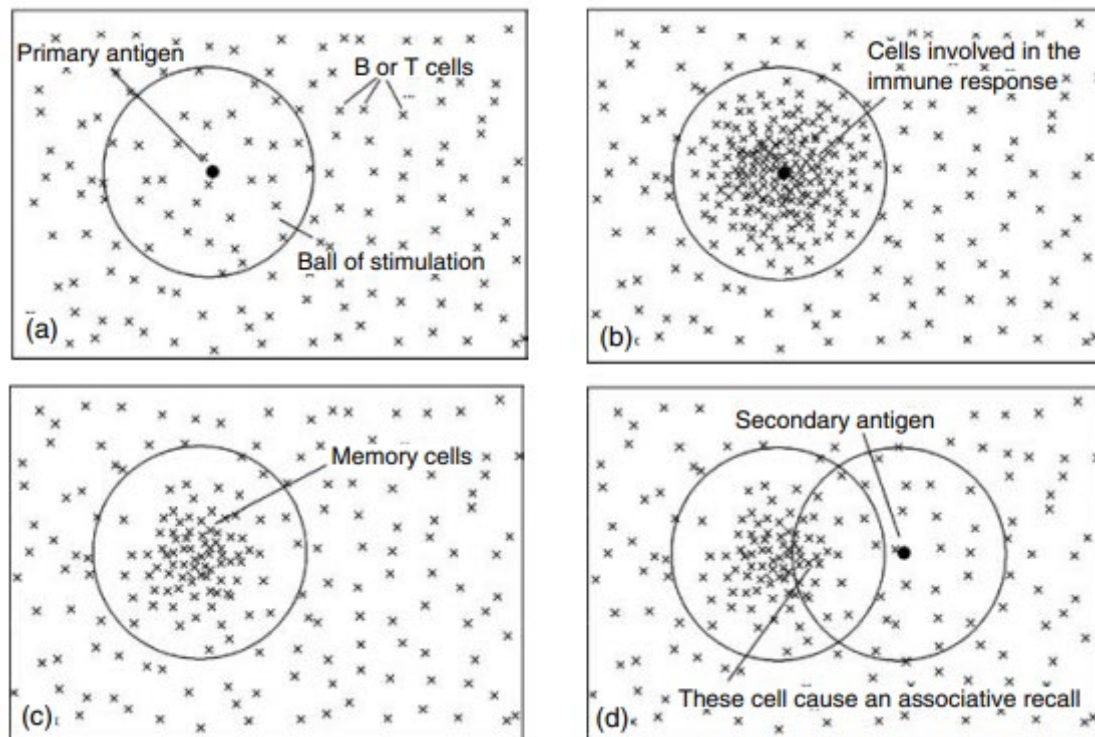 Primary antigen
B or T cells
Ball of stimulation
(a)
Cells involved in the
immune response
(b)
Memory cells
(c)
Secondary antigen
These cell cause an associative recall
(d)